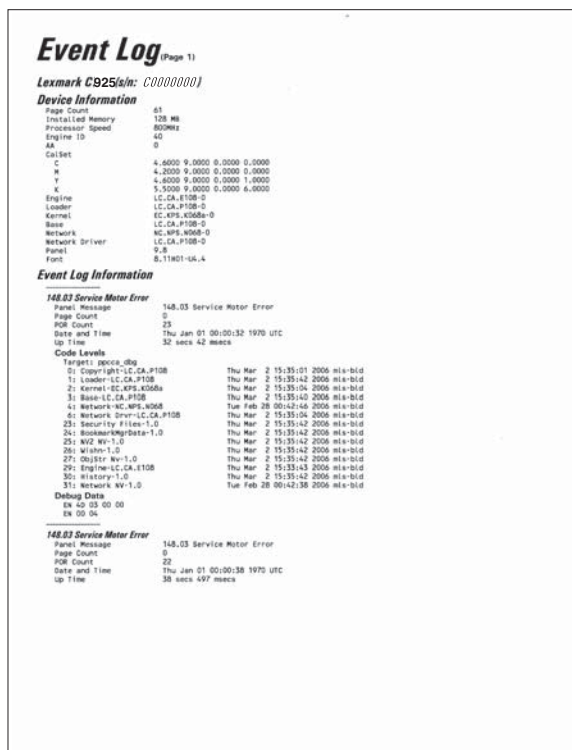 Event Log (Page 1)
Lexmark C925 (s/n: C0000000)
Device Information
Page Count 61
Installed Memory 128 MB
Processor Speed 800MHz
Engine ID 40
AA 0
CalSet
C 4.6000 9.0000 0.0000 0.0000
M 4.2000 9.0000 0.0000 0.0000
Y 4.6000 9.0000 0.0000 1.0000
K 5.5000 9.0000 0.0000 6.0000
Engine LC.CA.E108-0
Loader LC.CA.P108-0
Kernel EC.KPS.K068a-0
Base LC.CA.P108-0
Network NC.NPS.N068-0
Network Driver LC.CA.P108-0
Panel 9.8
Font 8.11H01-U4.4
Event Log Information
148.03 Service Motor Error
Panel Message 148.03 Service Motor Error
Page Count 0
POR Count 23
Date and Time Thu Jan 01 00:00:32 1970 UTC
Up Time 32 secs 42 msecs
Code Levels
Target: ppcca_dbg
0: Copyright-LC.CA.P108 Thu Mar 2 15:35:01 2006 mls-bld
1: Loader-LC.CA.P108 Thu Mar 2 15:35:42 2006 mls-bld
2: Kernel-EC.KPS.K068a Thu Mar 2 15:35:04 2006 mls-bld
3: Base-LC.CA.P108 Thu Mar 2 15:35:40 2006 mls-bld
4: Network-NC.NPS.N068 Tue Feb 28 00:42:46 2006 mls-bld
6: Network Drvr-LC.CA.P108 Thu Mar 2 15:35:04 2006 mls-bld
23: Security Files-1.0 Thu Mar 2 15:35:42 2006 mls-bld
24: BookmarkMgrData-1.0 Thu Mar 2 15:35:42 2006 mls-bld
25: NV2 NV-1.0 Thu Mar 2 15:35:42 2006 mls-bld
26: Wishn-1.0 Thu Mar 2 15:35:42 2006 mls-bld
27: ObjStr Nv-1.0 Thu Mar 2 15:35:42 2006 mls-bld
29: Engine-LC.CA.E108 Thu Mar 2 15:33:43 2006 mls-bld
30: History-1.0 Thu Mar 2 15:35:42 2006 mls-bld
31: Network NV-1.0 Tue Feb 28 00:42:38 2006 mls-bld
Debug Data
EN 4D 03 00 00
EN 00 04
148.03 Service Motor Error
Panel Message 148.03 Service Motor Error
Page Count 0
POR Count 22
Date and Time Thu Jan 01 00:00:38 1970 UTC
Up Time 38 secs 497 msecs